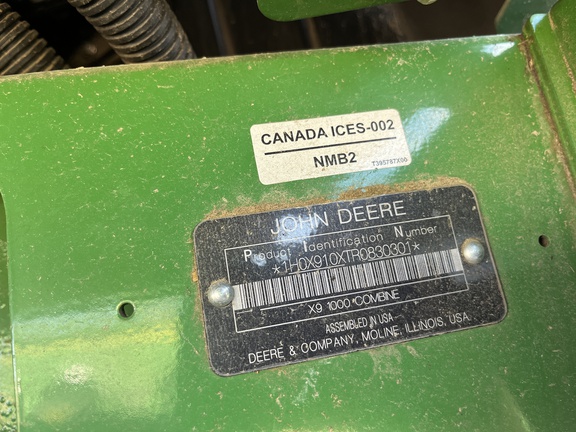 CANADA ICES-002
NMB2
T395787X00
JOHN DEERE
Product Identification Number
*1H0X910XTR0830301*
X9 1000 COMBINE
ASSEMBLED IN USA
DEERE & COMPANY, MOLINE, ILLINOIS, USA